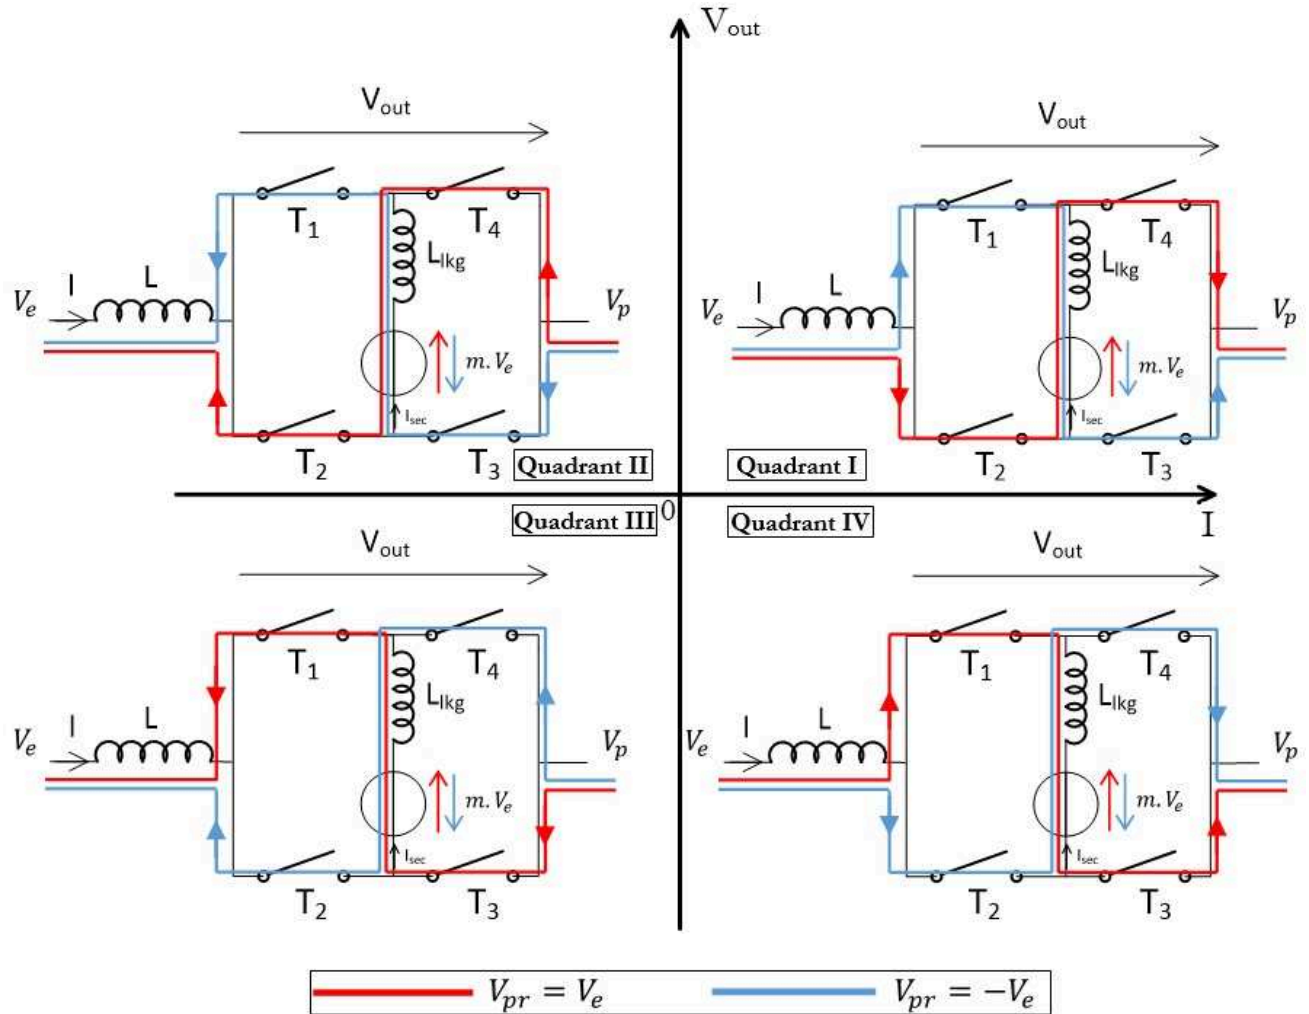 V_out
V_out
T₁
T₄
L_lkg
V_e
I
L
V_p
m.V_e
I_sec
T₂
T₃
Quadrant II
V_out
T₁
T₄
L_lkg
V_e
I
L
V_p
m.V_e
I_sec
T₂
T₃
Quadrant I
Quadrant III
0
Quadrant IV
I
V_out
T₁
T₄
L_lkg
V_e
I
L
V_p
m.V_e
I_sec
T₂
T₃
V_out
T₁
T₄
L_lkg
V_e
I
L
V_p
m.V_e
I_sec
T₂
T₃
V_pr = V_e
V_pr = −V_e